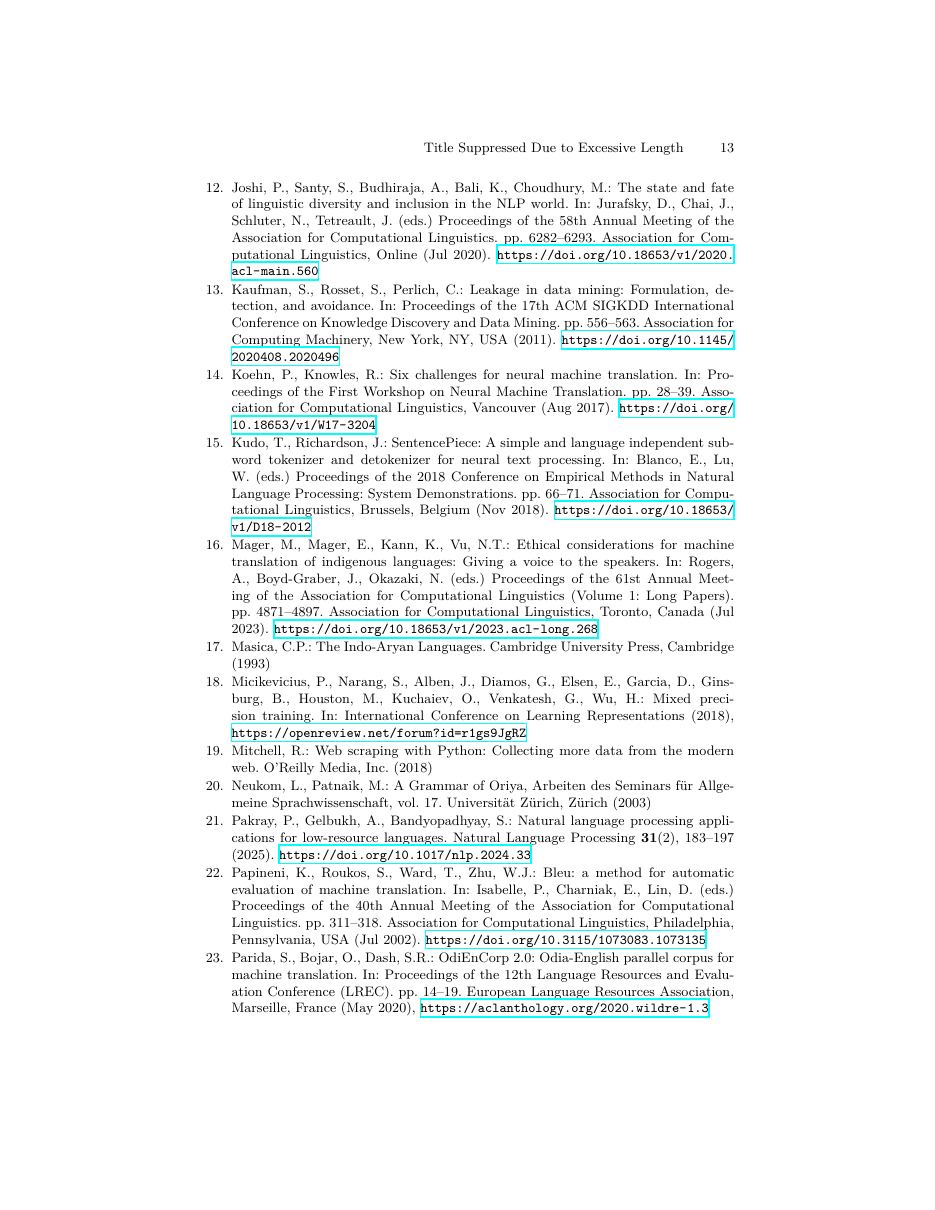 Title Suppressed Due to Excessive Length 13
12. Joshi, P., Santy, S., Budhiraja, A., Bali, K., Choudhury, M.: The state and fate
of linguistic diversity and inclusion in the NLP world. In: Jurafsky, D., Chai, J.,
Schluter, N., Tetreault, J. (eds.) Proceedings of the 58th Annual Meeting of the
Association for Computational Linguistics. pp. 6282–6293. Association for Com-
putational Linguistics, Online (Jul 2020). https://doi.org/10.18653/v1/2020.
acl-main.560
13. Kaufman, S., Rosset, S., Perlich, C.: Leakage in data mining: Formulation, de-
tection, and avoidance. In: Proceedings of the 17th ACM SIGKDD International
Conference on Knowledge Discovery and Data Mining. pp. 556–563. Association for
Computing Machinery, New York, NY, USA (2011). https://doi.org/10.1145/
2020408.2020496
14. Koehn, P., Knowles, R.: Six challenges for neural machine translation. In: Pro-
ceedings of the First Workshop on Neural Machine Translation. pp. 28–39. Asso-
ciation for Computational Linguistics, Vancouver (Aug 2017). https://doi.org/
10.18653/v1/W17-3204
15. Kudo, T., Richardson, J.: SentencePiece: A simple and language independent sub-
word tokenizer and detokenizer for neural text processing. In: Blanco, E., Lu,
W. (eds.) Proceedings of the 2018 Conference on Empirical Methods in Natural
Language Processing: System Demonstrations. pp. 66–71. Association for Compu-
tational Linguistics, Brussels, Belgium (Nov 2018). https://doi.org/10.18653/
v1/D18-2012
16. Mager, M., Mager, E., Kann, K., Vu, N.T.: Ethical considerations for machine
translation of indigenous languages: Giving a voice to the speakers. In: Rogers,
A., Boyd-Graber, J., Okazaki, N. (eds.) Proceedings of the 61st Annual Meet-
ing of the Association for Computational Linguistics (Volume 1: Long Papers).
pp. 4871–4897. Association for Computational Linguistics, Toronto, Canada (Jul
2023). https://doi.org/10.18653/v1/2023.acl-long.268
17. Masica, C.P.: The Indo-Aryan Languages. Cambridge University Press, Cambridge
(1993)
18. Micikevicius, P., Narang, S., Alben, J., Diamos, G., Elsen, E., Garcia, D., Gins-
burg, B., Houston, M., Kuchaiev, O., Venkatesh, G., Wu, H.: Mixed preci-
sion training. In: International Conference on Learning Representations (2018),
https://openreview.net/forum?id=r1gs9JgRZ
19. Mitchell, R.: Web scraping with Python: Collecting more data from the modern
web. O'Reilly Media, Inc. (2018)
20. Neukom, L., Patnaik, M.: A Grammar of Oriya, Arbeiten des Seminars für Allge-
meine Sprachwissenschaft, vol. 17. Universität Zürich, Zürich (2003)
21. Pakray, P., Gelbukh, A., Bandyopadhyay, S.: Natural language processing appli-
cations for low-resource languages. Natural Language Processing 31(2), 183–197
(2025). https://doi.org/10.1017/nlp.2024.33
22. Papineni, K., Roukos, S., Ward, T., Zhu, W.J.: Bleu: a method for automatic
evaluation of machine translation. In: Isabelle, P., Charniak, E., Lin, D. (eds.)
Proceedings of the 40th Annual Meeting of the Association for Computational
Linguistics. pp. 311–318. Association for Computational Linguistics, Philadelphia,
Pennsylvania, USA (Jul 2002). https://doi.org/10.3115/1073083.1073135
23. Parida, S., Bojar, O., Dash, S.R.: OdiEnCorp 2.0: Odia-English parallel corpus for
machine translation. In: Proceedings of the 12th Language Resources and Evalu-
ation Conference (LREC). pp. 14–19. European Language Resources Association,
Marseille, France (May 2020), https://aclanthology.org/2020.wildre-1.3